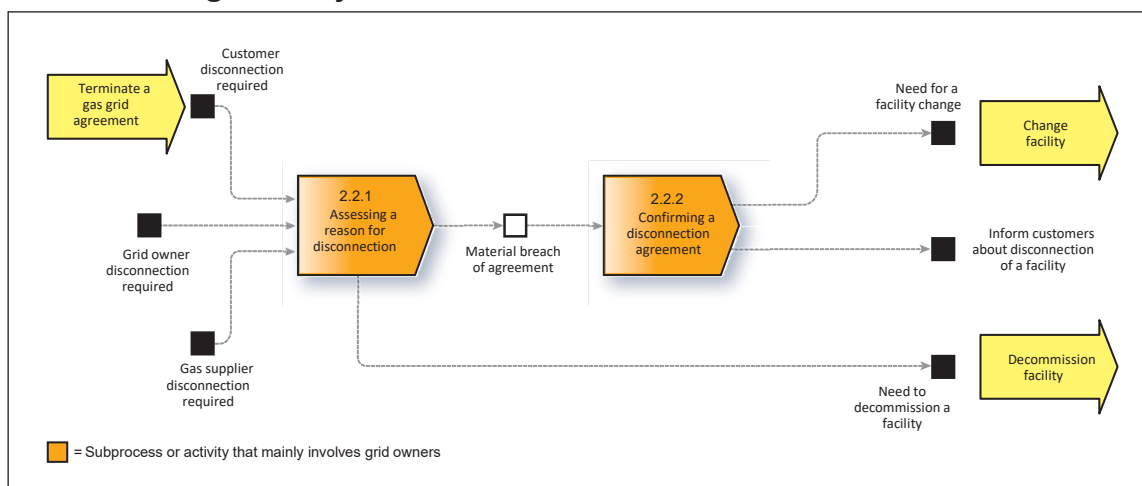 Customer
disconnection
required
Terminate a
gas grid
agreement
Need for a
facility change
Change
facility
2.2.1
Assessing a
reason for
disconnection
2.2.2
Confirming a
disconnection
agreement
Grid owner
disconnection
required
Material breach
of agreement
Inform customers
about disconnection
of a facility
Gas supplier
disconnection
required
Decommission
facility
Need to
decommission a
facility
= Subprocess or activity that mainly involves grid owners